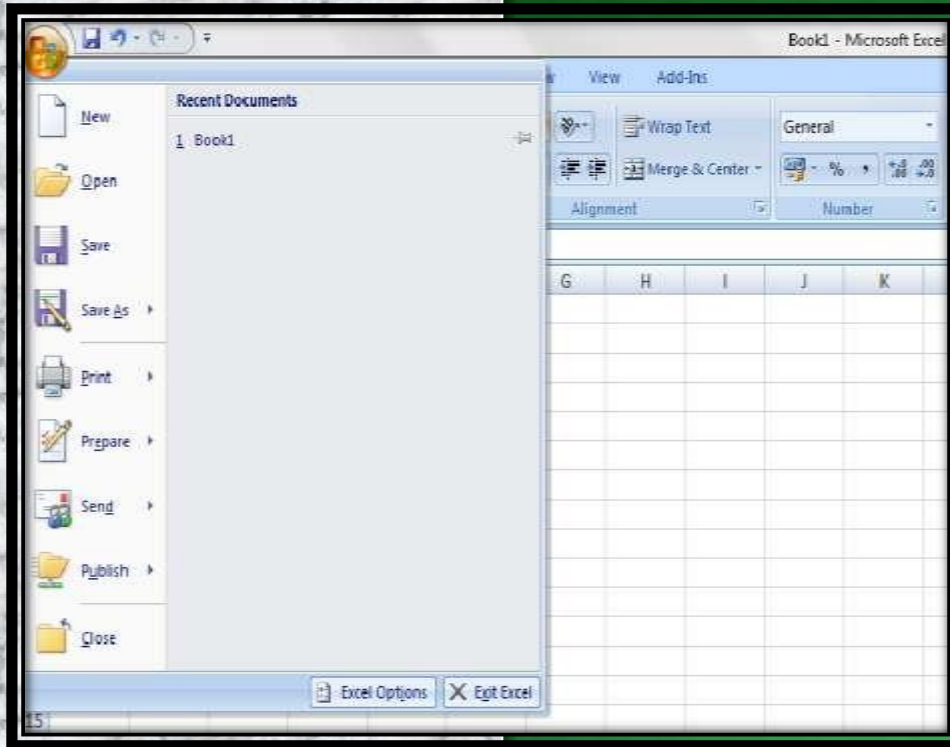 Book1 - Microsoft Excel
View Add-Ins
New
Open
Save
Save As
Print
Prepare
Send
Publish
Close
Recent Documents
1 Book1
Excel Options Exit Excel
Wrap Text
Merge & Center
Alignment
General
% , .00
Number
G H I J K
15